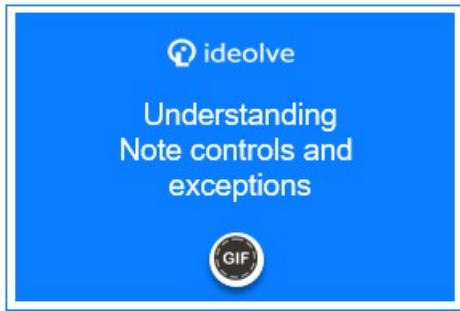 ideolve
Understanding
Note controls and
exceptions
GIF